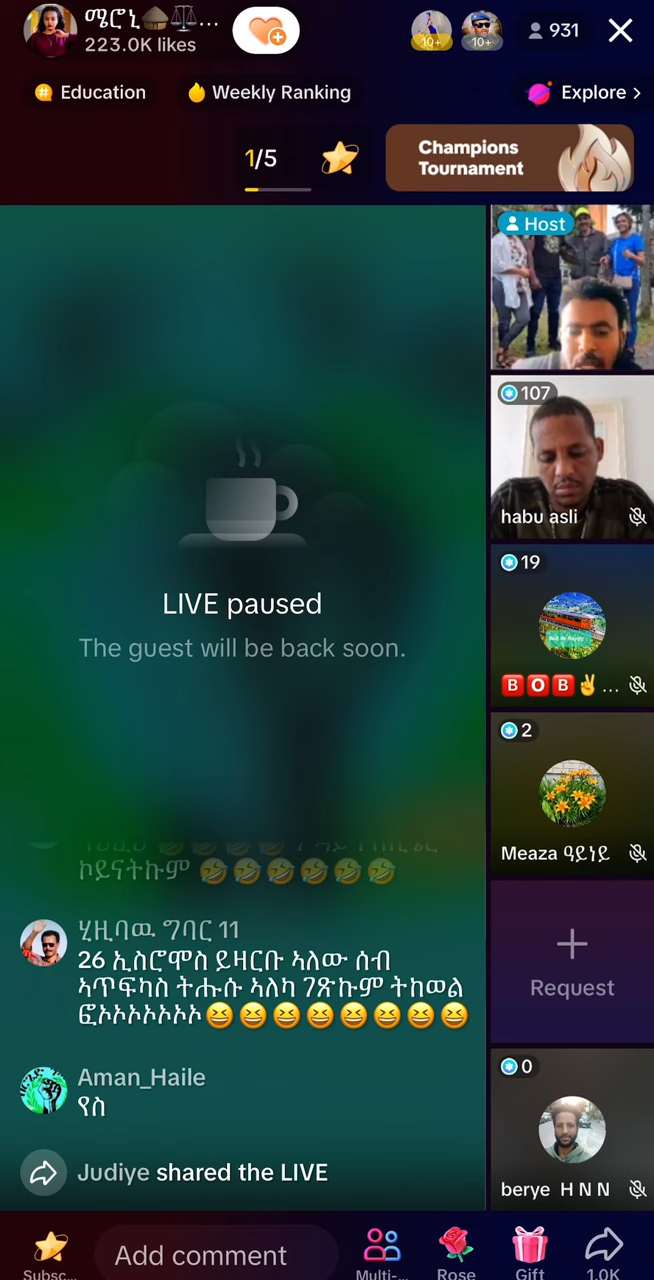 ሜሮኒ🛖⚖️...
223.0K likes
10+
10+
931
Education
Weekly Ranking
Explore >
1/5
Champions
Tournament
Host
107
habu asli
19
BOB✌️...
2
Meaza ዓይነይ
Request
0
berye H N N
LIVE paused
The guest will be back soon.
ኮይናትኩም 🤣🤣🤣🤣🤣🤣
ሂዚባዉ ግባር 11
26 ኢስሮሞስ ይዛርቡ ኣለው ሰብ
ኣጥፍካስ ትሑሱ ኣለካ ገጽኩም ትከወል
ፎኦኦኦኦኦኦ😆😆😆😆😆😆😆😆
Aman_Haile
የስ
Judiye shared the LIVE
Subsc...
Add comment
Multi-...
Rose
Gift
1.0K